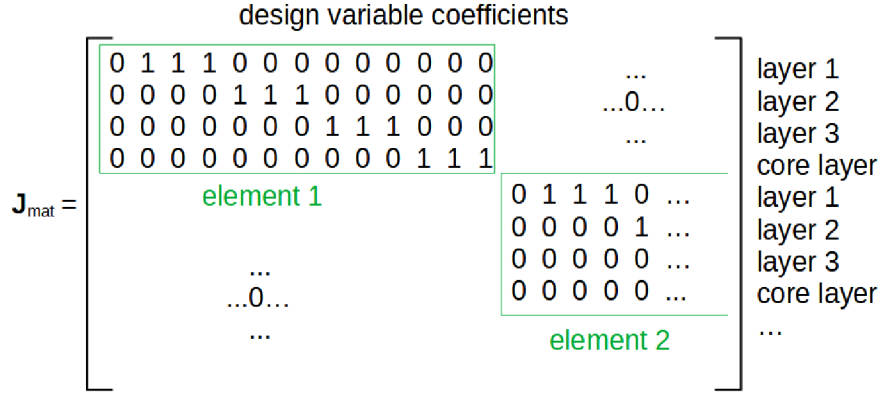 design variable coefficients
0 1 1 1 0 0 0 0 0 0 0 0 0 ... layer 1
0 0 0 0 1 1 1 0 0 0 0 0 0 ...0... layer 2
0 0 0 0 0 0 0 1 1 1 0 0 0 ... layer 3
0 0 0 0 0 0 0 0 0 0 1 1 1 core layer
J_mat = element 1 0 1 1 1 0 ... layer 1
0 0 0 0 1 ... layer 2
... 0 0 0 0 0 ... layer 3
...0... 0 0 0 0 0 ... core layer
... element 2 ...